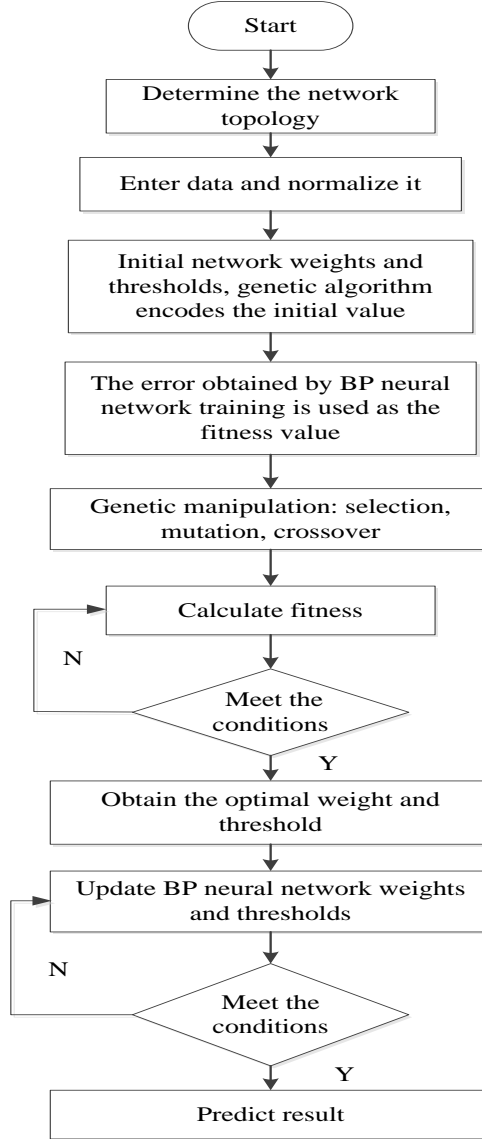 Start
Determine the network
topology
Enter data and normalize it
Initial network weights and
thresholds, genetic algorithm
encodes the initial value
The error obtained by BP neural
network training is used as the
fitness value
Genetic manipulation: selection,
mutation, crossover
Calculate fitness
N
Meet the
conditions
Y
Obtain the optimal weight and
threshold
Update BP neural network weights
and thresholds
N
Meet the
conditions
Y
Predict result